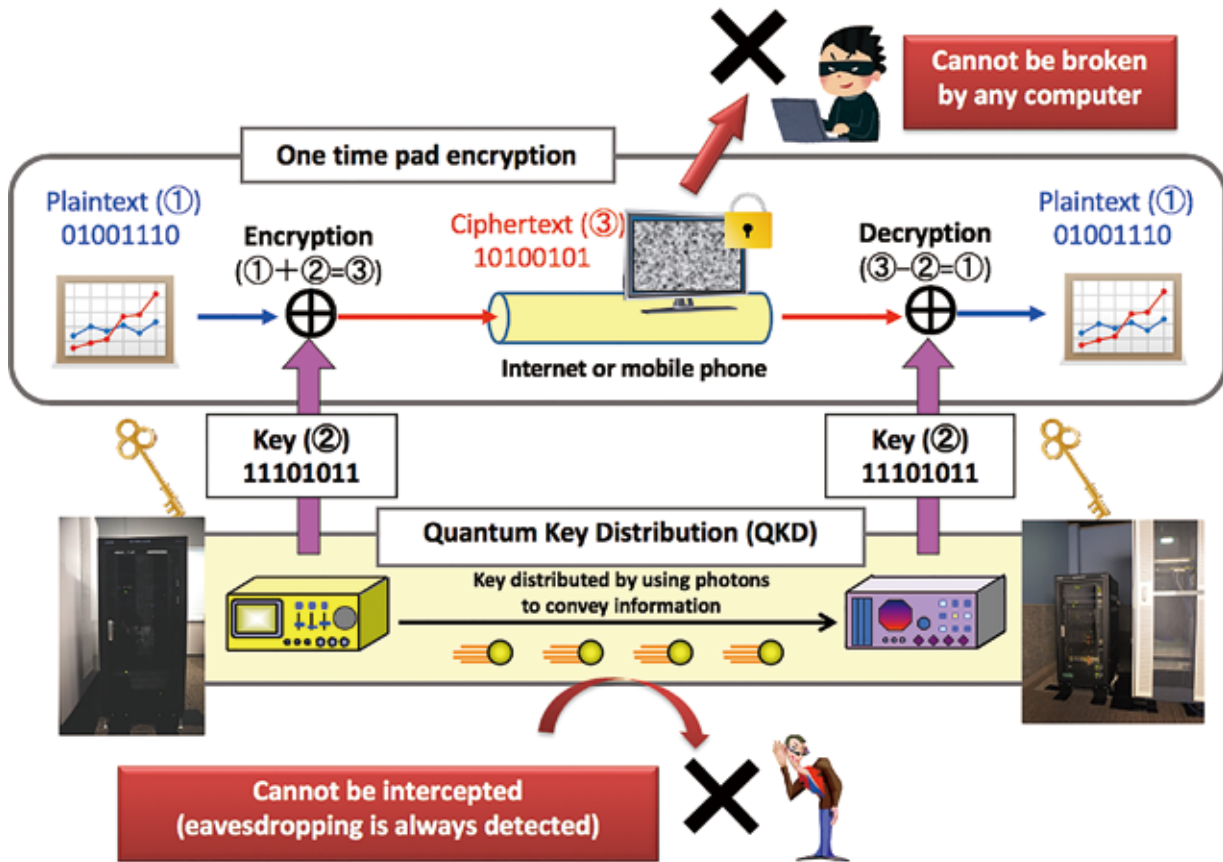 Cannot be broken
by any computer
One time pad encryption
Plaintext (①)
01001110
Encryption
(①+②=③)
Ciphertext (③)
10100101
Decryption
(③-②=①)
Plaintext (①)
01001110
Internet or mobile phone
Key (②)
11101011
Key (②)
11101011
Quantum Key Distribution (QKD)
Key distributed by using photons
to convey information
Cannot be intercepted
(eavesdropping is always detected)